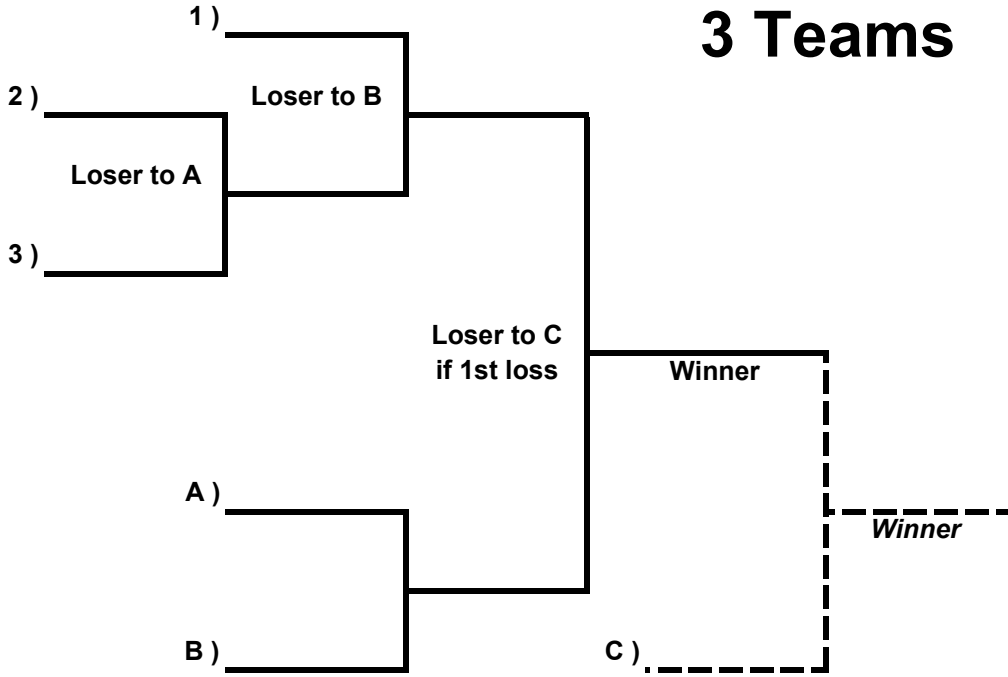 3 Teams
1 )
2 )
Loser to B
Loser to A
3 )
Loser to C
if 1st loss
Winner
A )
Winner
B )
C )